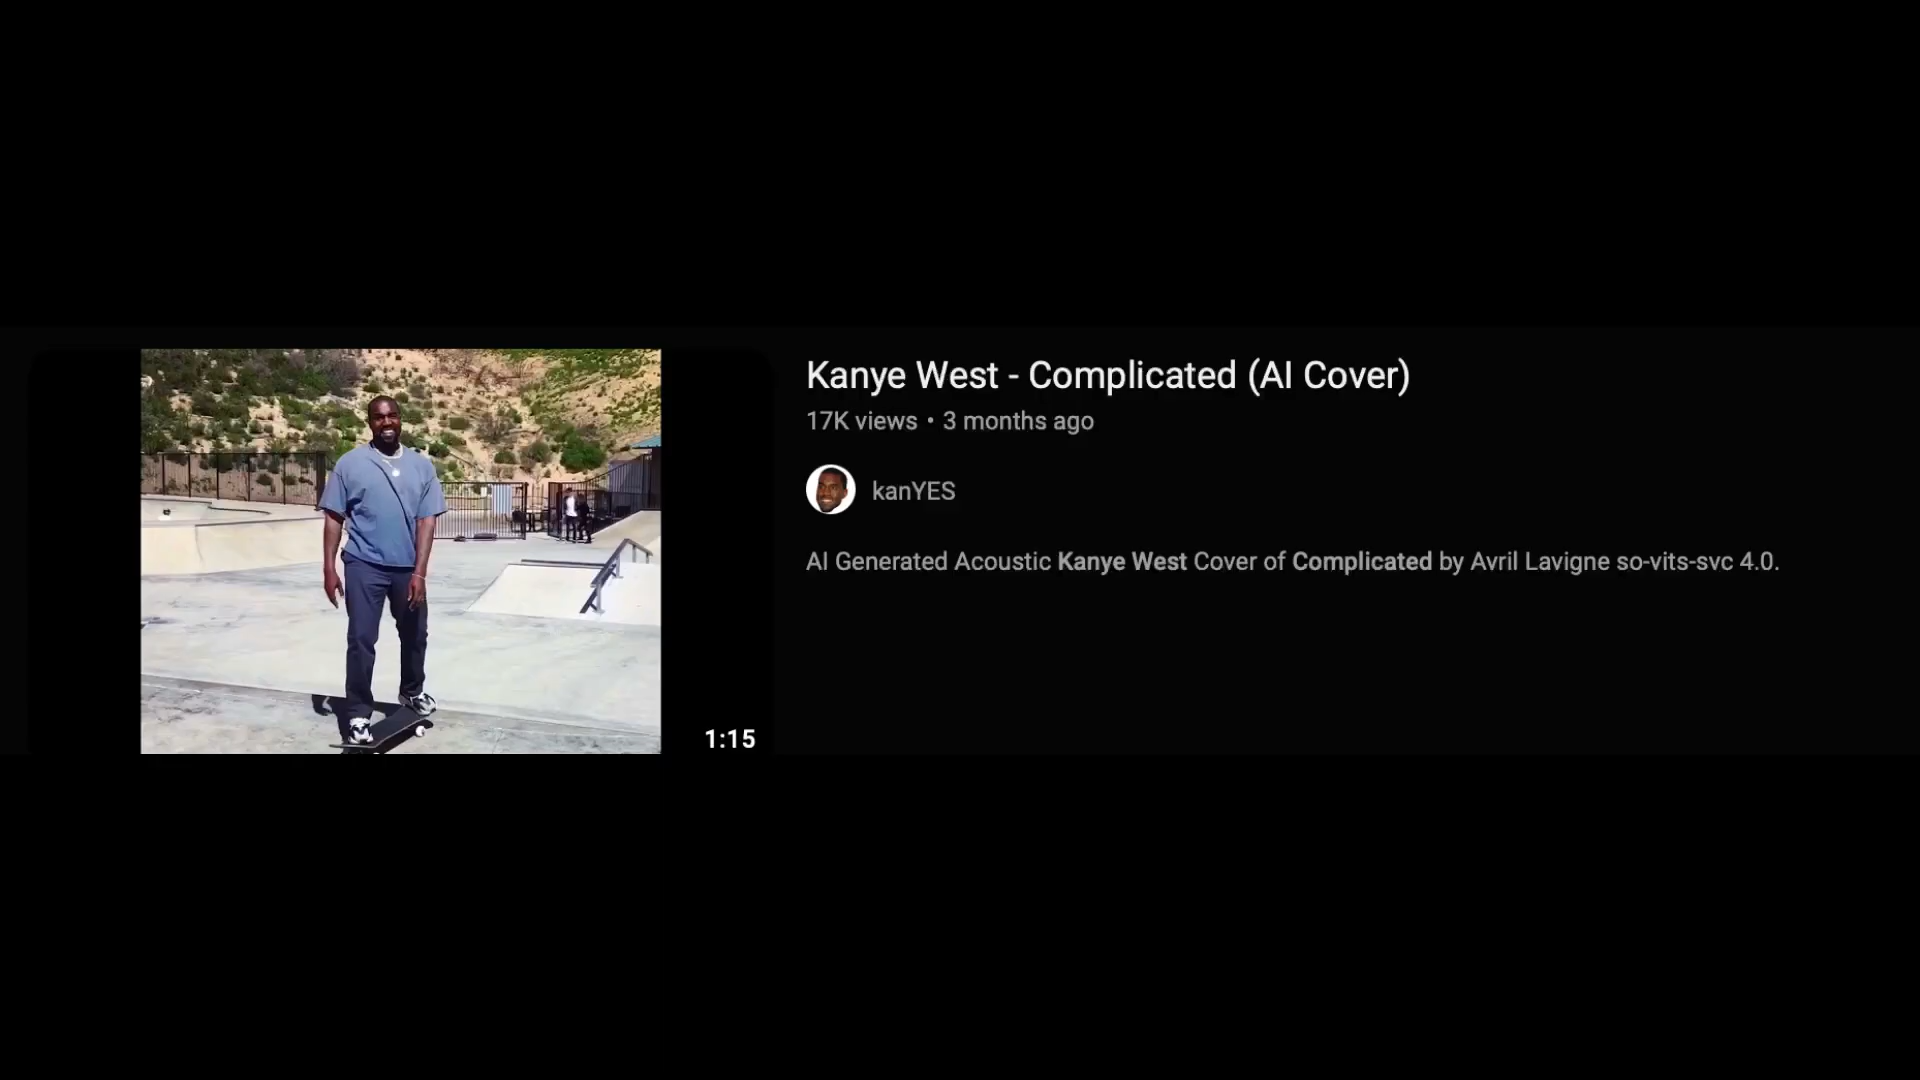 Kanye West - Complicated (AI Cover)
17K views • 3 months ago
kanYES
AI Generated Acoustic Kanye West Cover of Complicated by Avril Lavigne so-vits-svc 4.0.
1:15